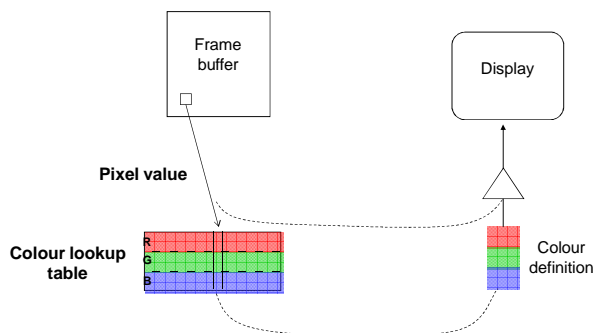 Frame
buffer
Display
Pixel value
Colour lookup
table
R
G
B
Colour
definition